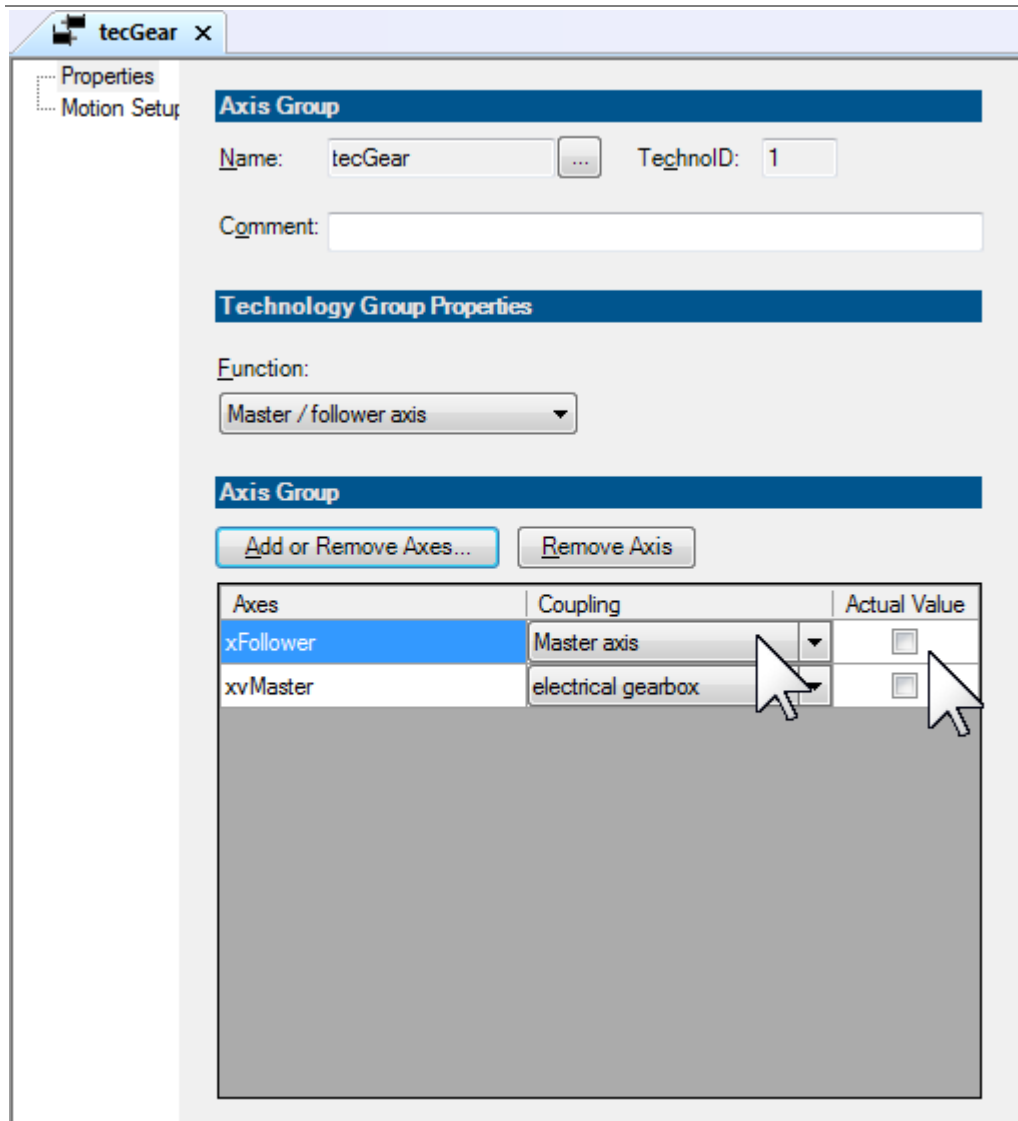 tecGear
Properties
Motion Setup
Axis Group
Name: tecGear ... TechnoID: 1
Comment:
Technology Group Properties
Function:
Master / follower axis
Axis Group
Add or Remove Axes... Remove Axis
Axes Coupling Actual Value
xFollower Master axis
xvMaster electrical gearbox